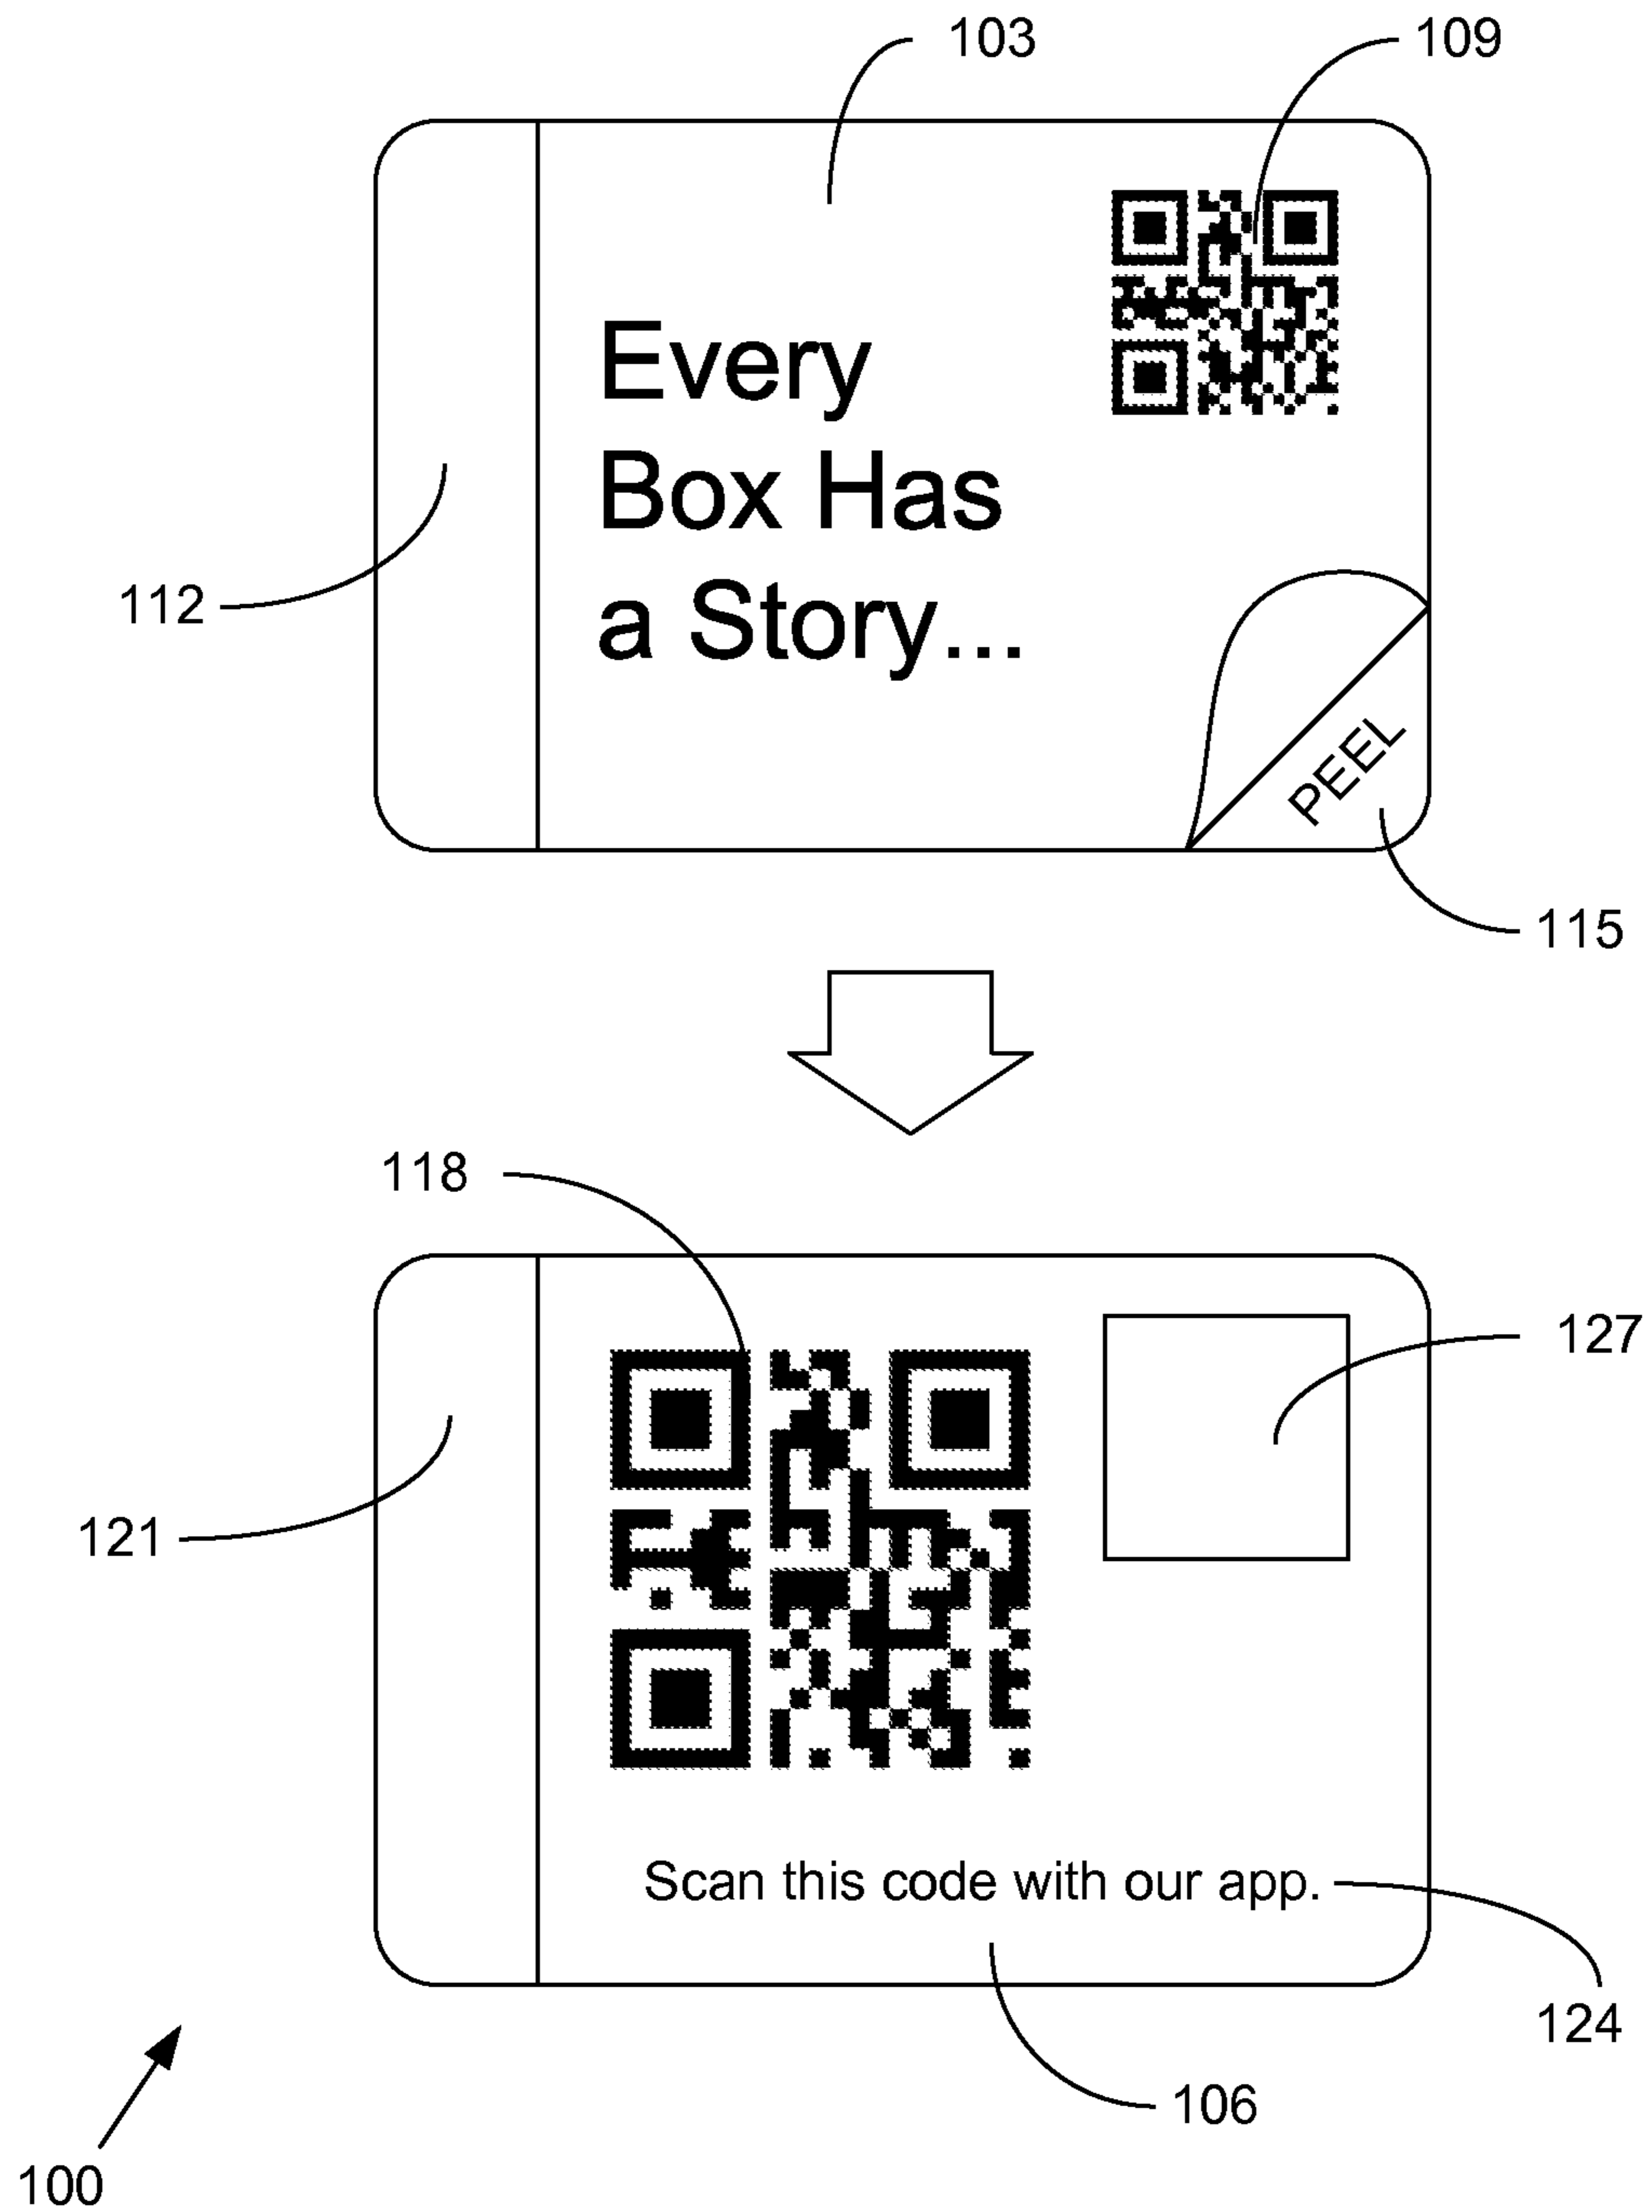 103
109
Every
Box Has
a Story...
112
PEEL
115
118
127
121
Scan this code with our app.
124
106
100